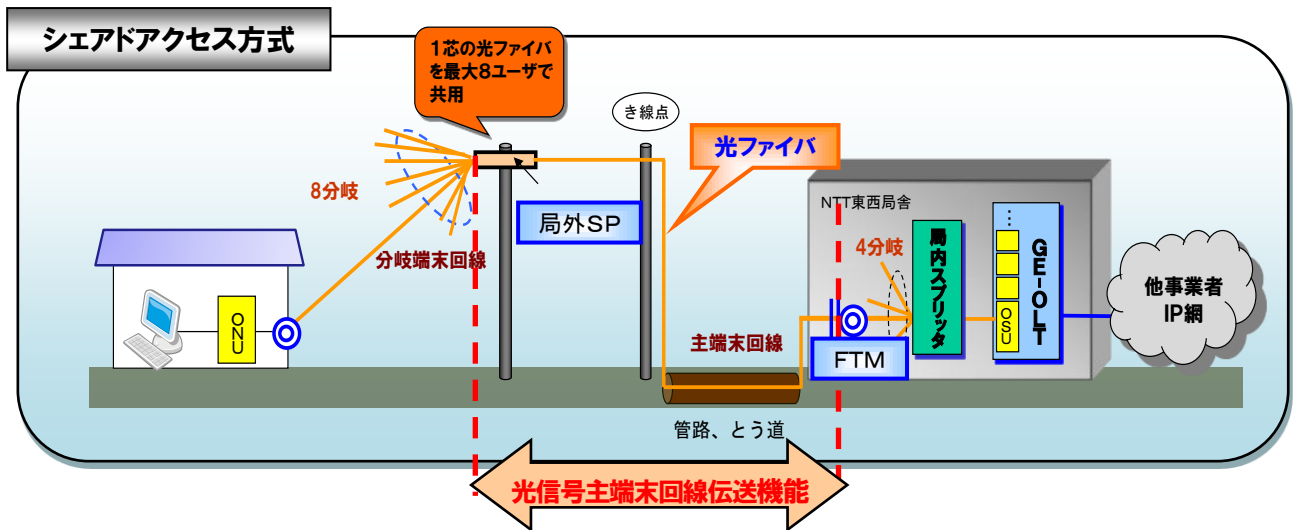 シェアドアクセス方式
1芯の光ファイバ
を最大8ユーザで
共用
き線点
光ファイバ
8分岐
局外SP
分岐端末回線
ONU
NTT東西局舎
4分岐
局内スプリッタ
⋮
GE-OLT
OSU
他事業者
IP網
主端末回線
FTM
管路、とう道
光信号主端末回線伝送機能